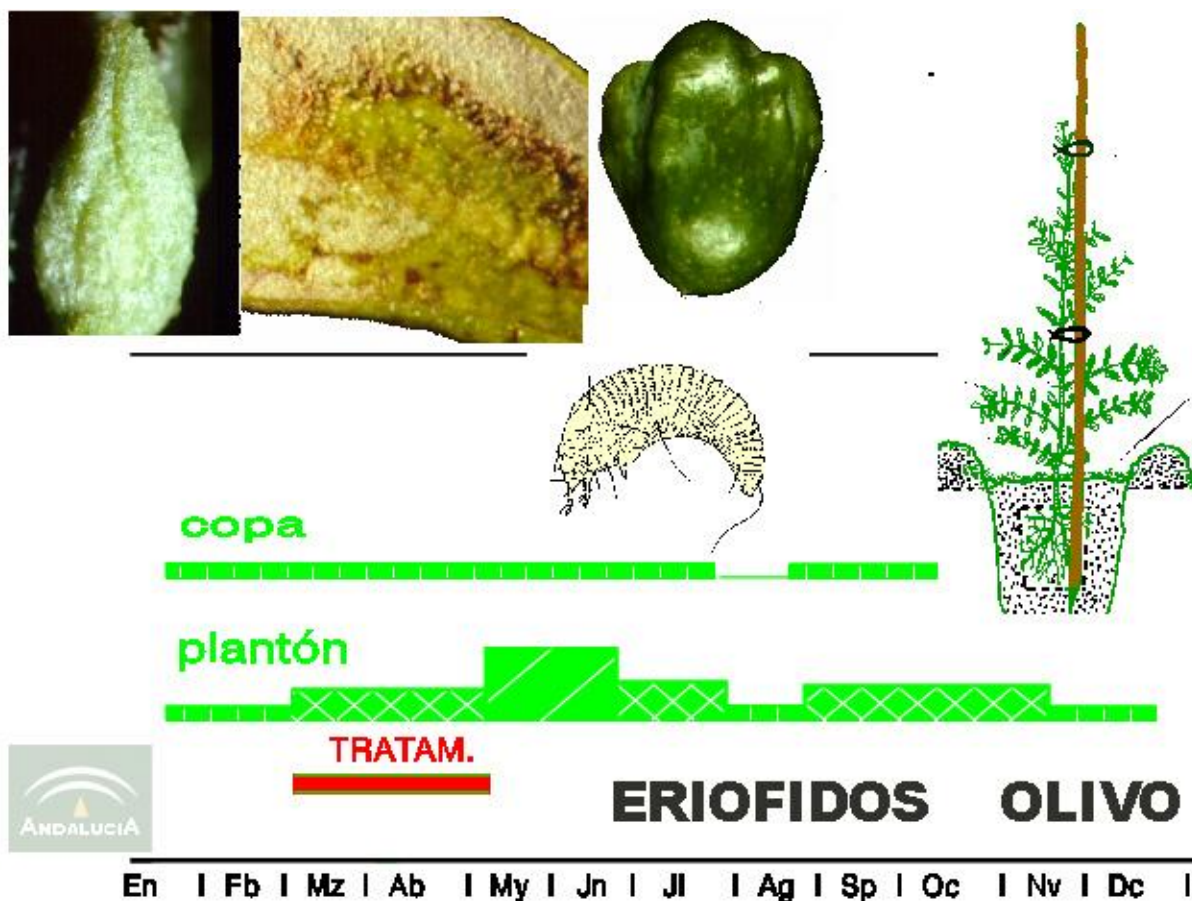 copa
plantón
TRATAM.
ERIOFIDOS OLIVO
ANDALUCIA
En I Fb I Mz I Ab I My I Jn I Jl I Ag I Sp I Oc I Nv I Dc I